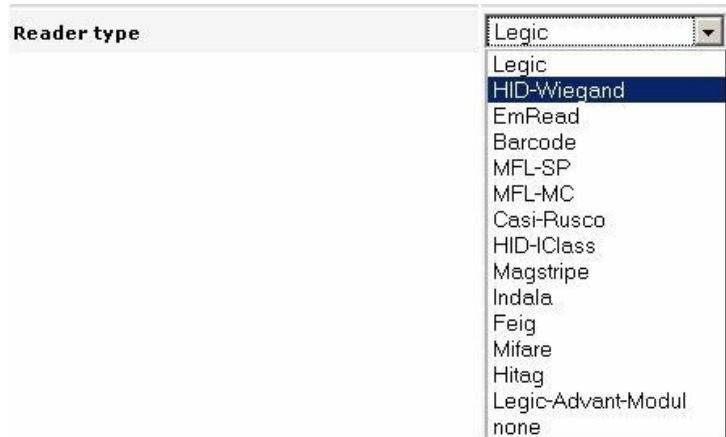 Reader type
Legic
Legic
HID-Wiegand
EmRead
Barcode
MFL-SP
MFL-MC
Casi-Rusco
HID-IClass
Magstripe
Indala
Feig
Mifare
Hitag
Legic-Advant-Modul
none